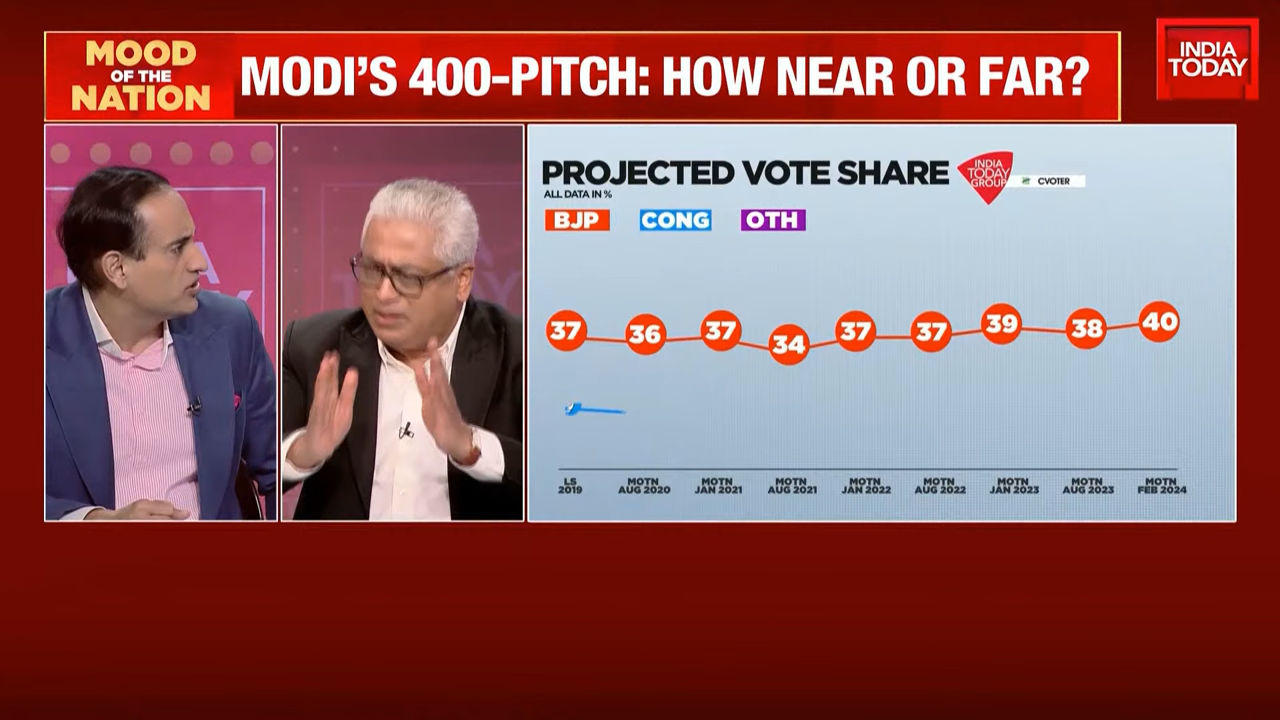 MOOD
OF THE
NATION
MODI'S 400-PITCH: HOW NEAR OR FAR?
INDIA
TODAY
PROJECTED VOTE SHARE
INDIA
TODAY
GROUP
CVOTER
ALL DATA IN %
BJP CONG OTH
37 36 37 34 37 37 39 38 40
LS MOTN MOTN MOTN MOTN MOTN MOTN MOTN MOTN
2019 AUG 2020 JAN 2021 AUG 2021 JAN 2022 AUG 2022 JAN 2023 AUG 2023 FEB 2024